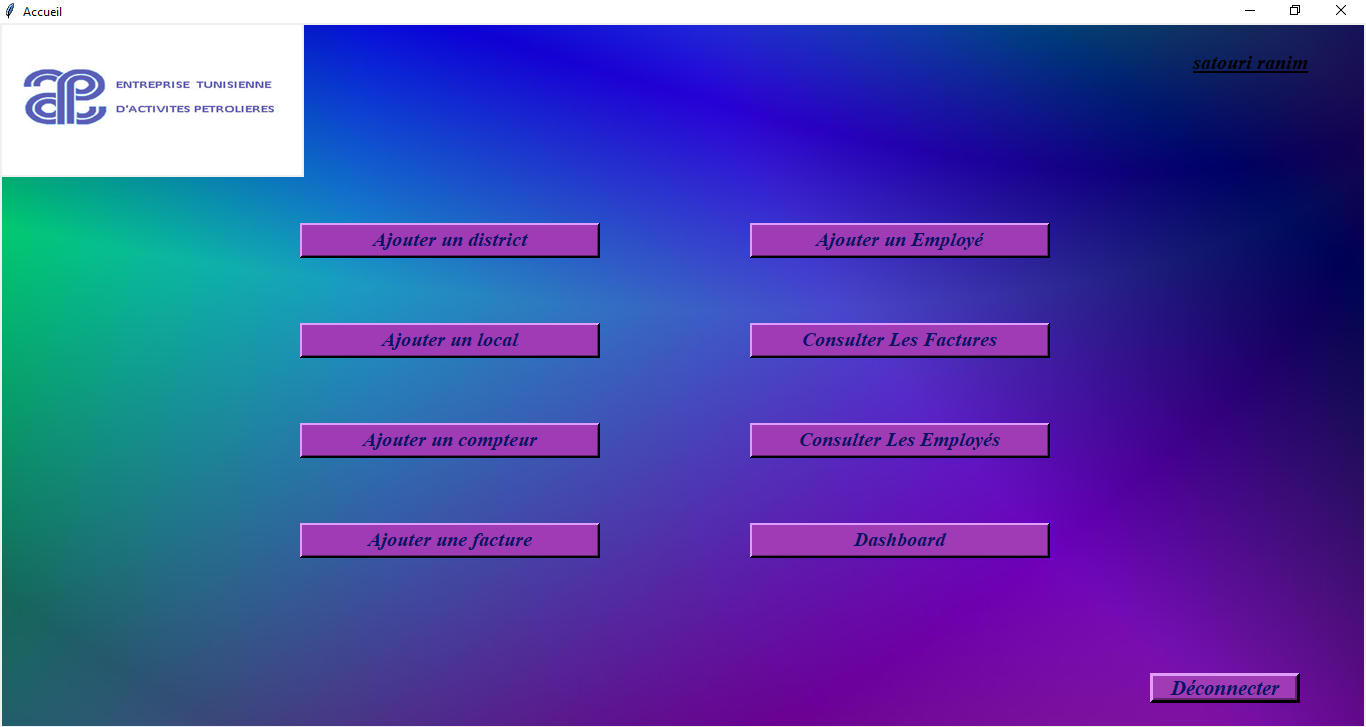 Accueil
ENTREPRISE TUNISIENNE
D'ACTIVITES PETROLIERES
satouri ranim
Ajouter un district
Ajouter un Employé
Ajouter un local
Consulter Les Factures
Ajouter un compteur
Consulter Les Employés
Ajouter une facture
Dashboard
Déconnecter